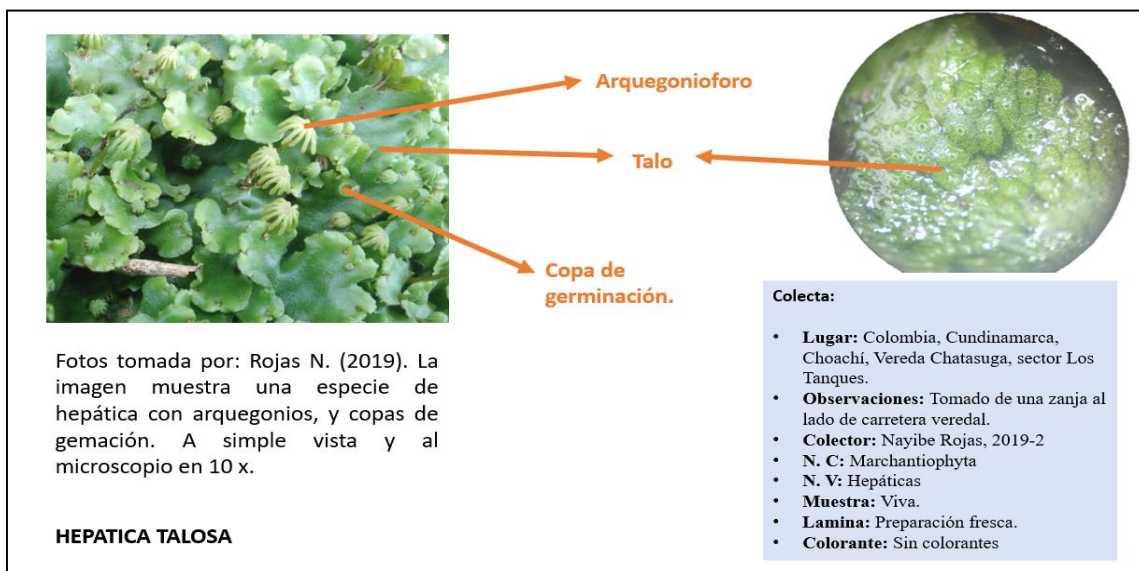 Arquegonioforo
Talo
Copa de
germinación.
Fotos tomada por: Rojas N. (2019). La
imagen muestra una especie de
hepática con arquegonios, y copas de
gemación. A simple vista y al
microscopio en 10 x.
HEPATICA TALOSA
Colecta:
• Lugar: Colombia, Cundinamarca,
Choachí, Vereda Chatasuga, sector Los
Tanques.
• Observaciones: Tomado de una zanja al
lado de carretera veredal.
• Colector: Nayibe Rojas, 2019-2
• N. C: Marchantiophyta
• N. V: Hepáticas
• Muestra: Viva.
• Lamina: Preparación fresca.
• Colorante: Sin colorantes